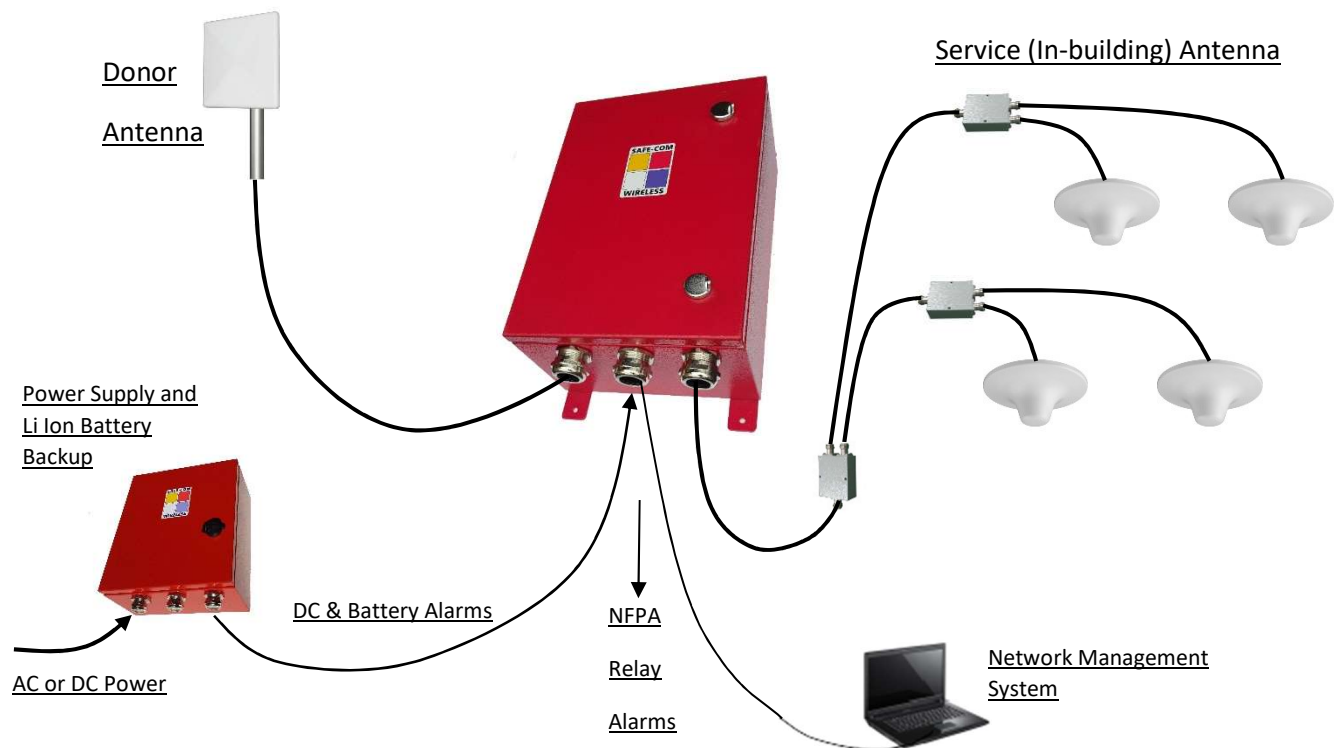 Donor
Antenna
Service (In-building) Antenna
SAFE-COM
WIRELESS
Power Supply and
Li Ion Battery
Backup
WIRELESS
DC & Battery Alarms
AC or DC Power
NFPA
Relay
Alarms
Network Management
System